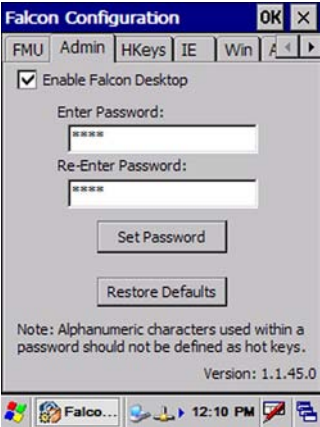 Falcon Configuration OK
FMU Admin HKeys IE Win
Enable Falcon Desktop
Enter Password:
****
Re-Enter Password:
****
Set Password
Restore Defaults
Note: Alphanumeric characters used within a
password should not be defined as hot keys.
Version: 1.1.45.0
Falco... 12:10 PM